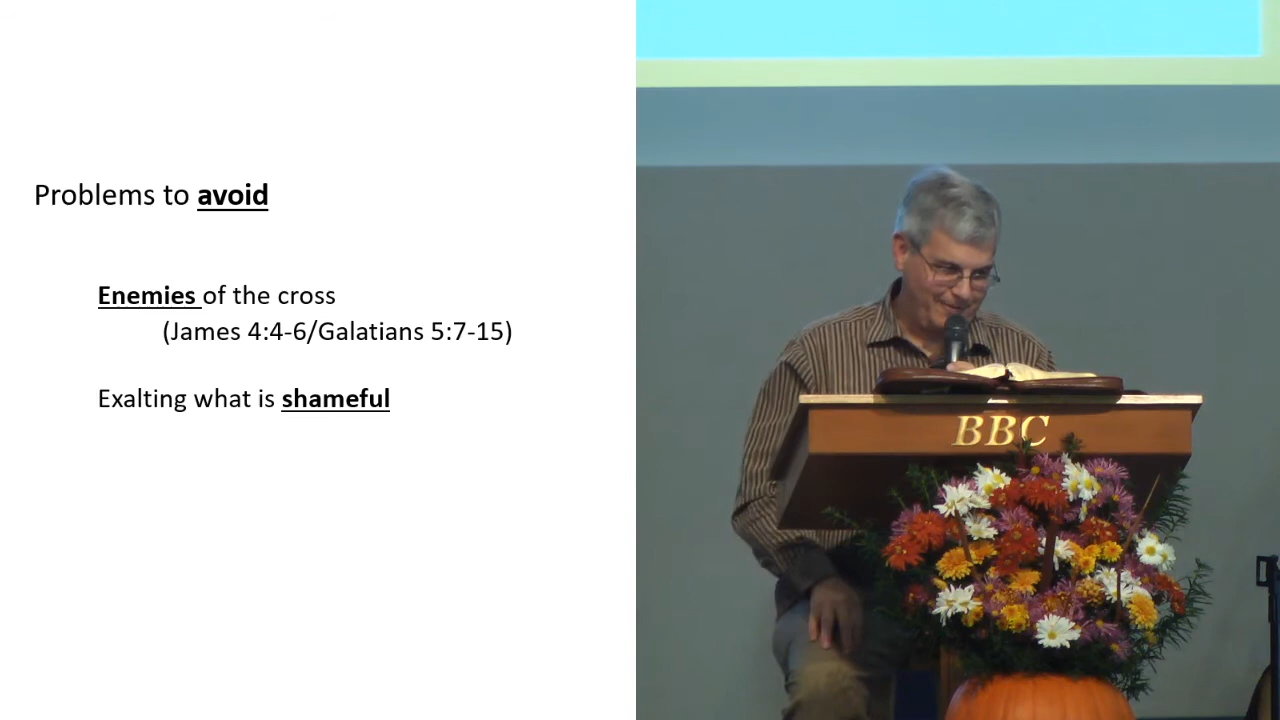 Problems to avoid
Enemies of the cross
(James 4:4-6/Galatians 5:7-15)
Exalting what is shameful
BBC